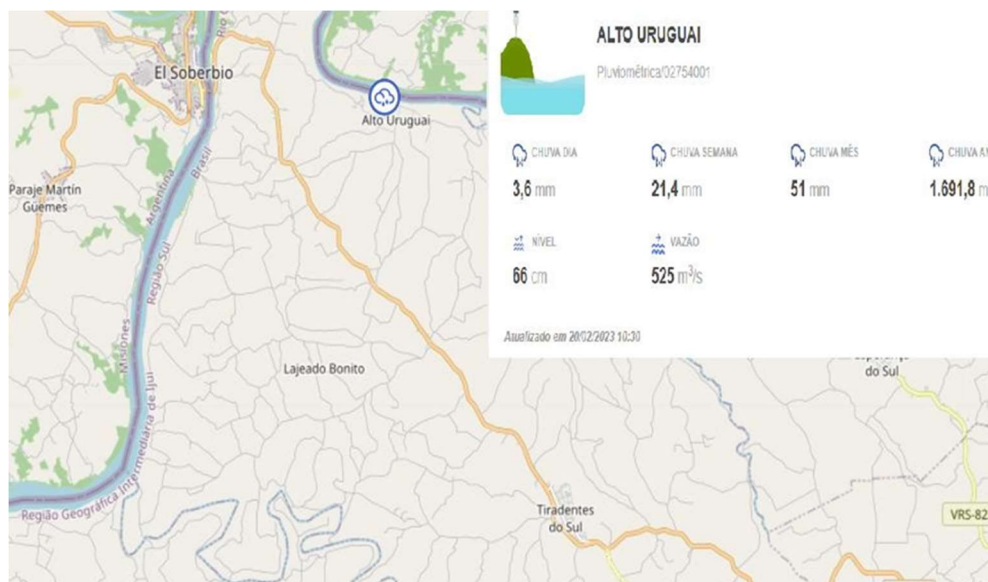 ALTO URUGUAI
Pluviométrica/02754001
CHUVA DIA
3,6 mm
CHUVA SEMANA
21,4 mm
CHUVA MÊS
51 mm
CHUVA
1.691,8
NÍVEL
66 cm
VAZÃO
525 m³/s
Atualizado em 20/02/2023 10:30
El Soberbio
Alto Uruguai
Paraje Martín
Güemes
Argentina
Brasil
Região Sul
Misiones
Região Geográfica Intermediária de Ijuí
Lajeado Bonito
Tiradentes
do Sul
do Sul
VRS-82